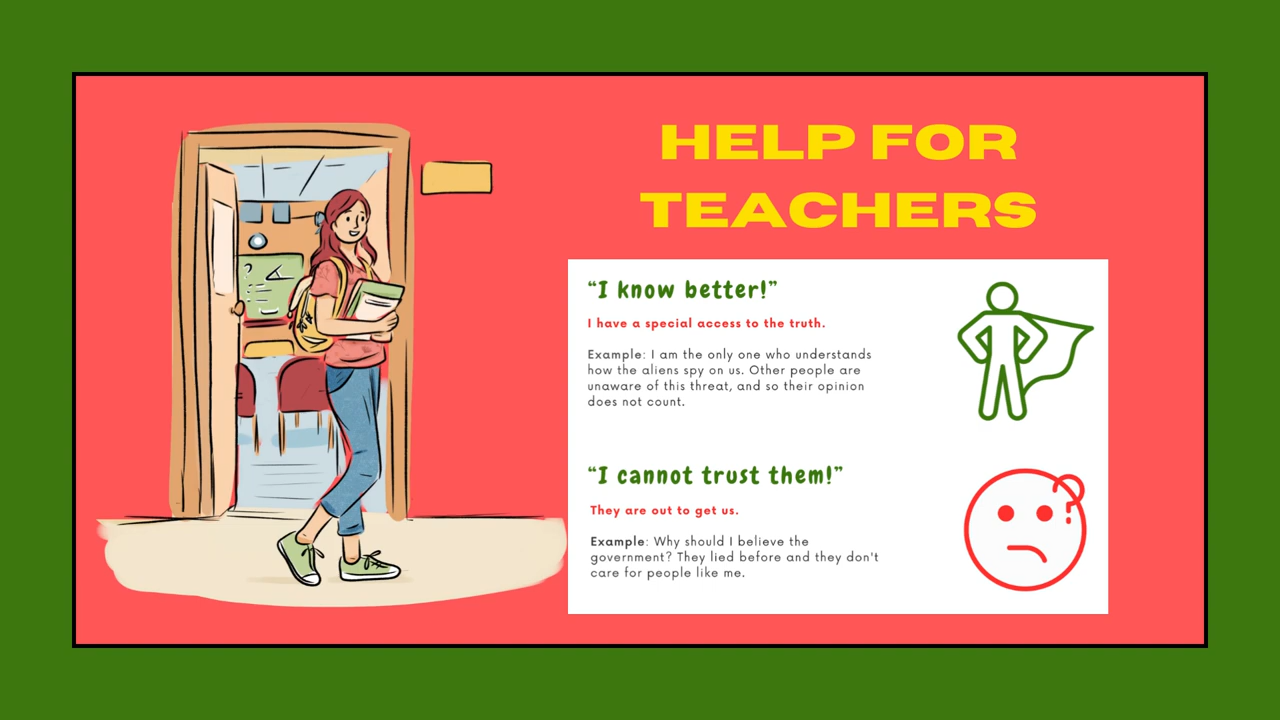 HELP FOR
TEACHERS
“I know better!”
I have a special access to the truth.
Example: I am the only one who understands
how the aliens spy on us. Other people are
unaware of this threat, and so their opinion
does not count.
“I cannot trust them!”
They are out to get us.
Example: Why should I believe the
government? They lied before and they don't
care for people like me.